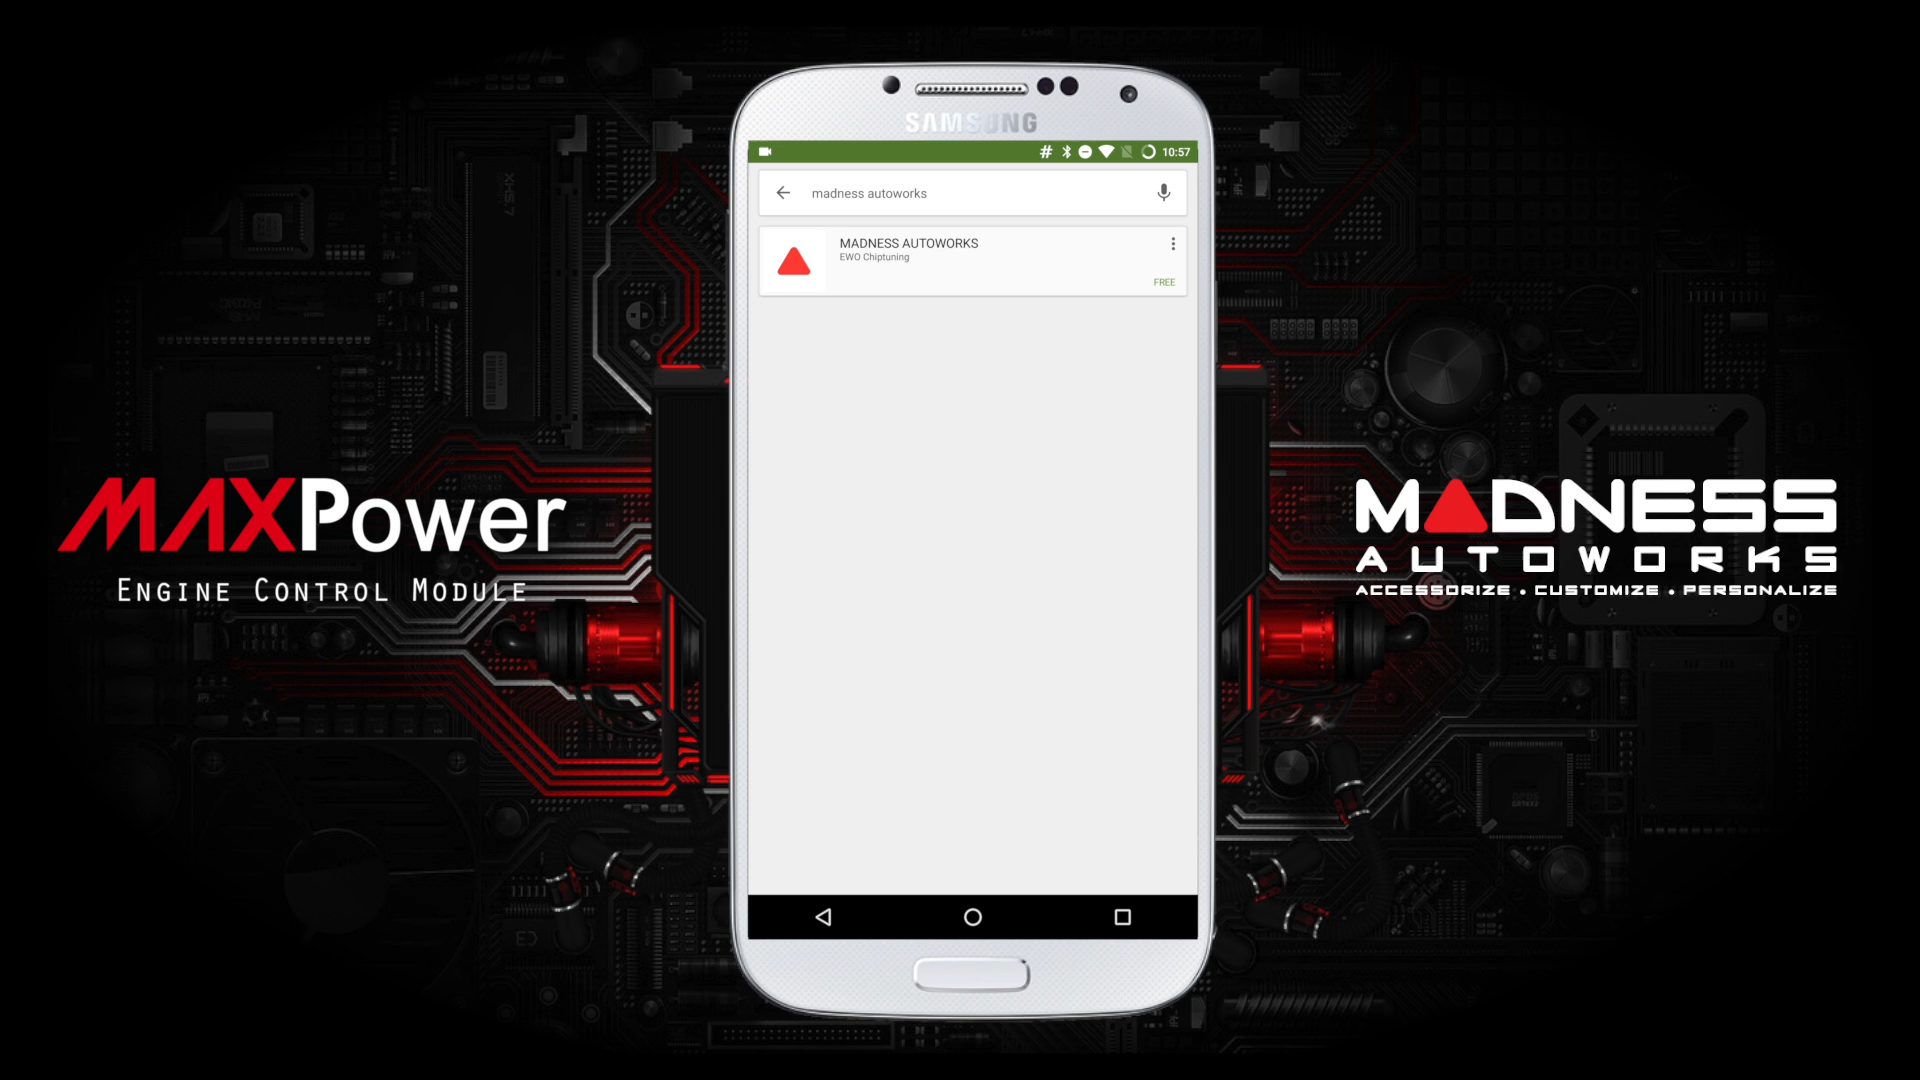 SAMSUNG
10:57
madness autoworks
MADNESS AUTOWORKS
EWO Chiptuning
FREE
MAXPower
ENGINE CONTROL MODULE
MADNESS
AUTOWORKS
ACCESSORIZE • CUSTOMIZE • PERSONALIZE